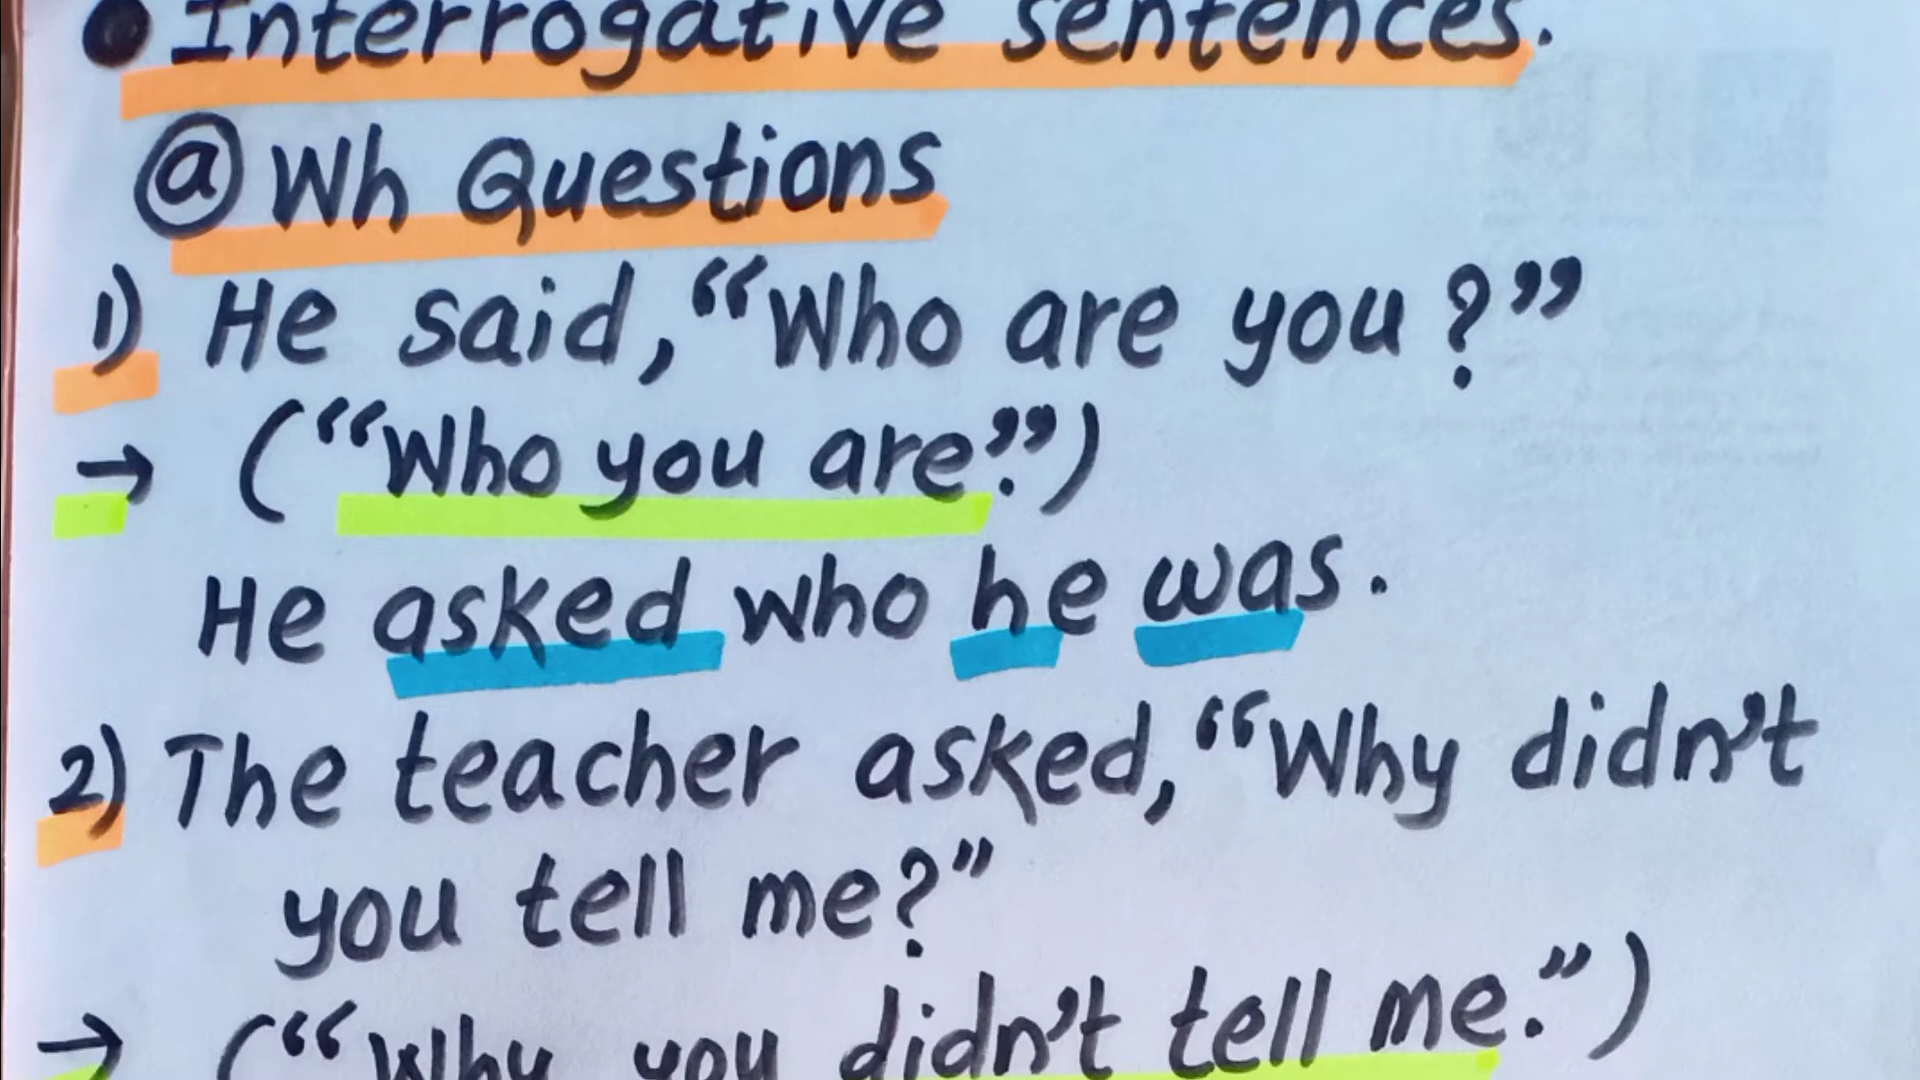 ● Interrogative sentences.
ⓐ Wh Questions
1) He said, “Who are you?”
→ (“Who you are.”)
He asked who he was.
2) The teacher asked, “Why didn't
you tell me?”
→ (“Why you didn't tell me.”)